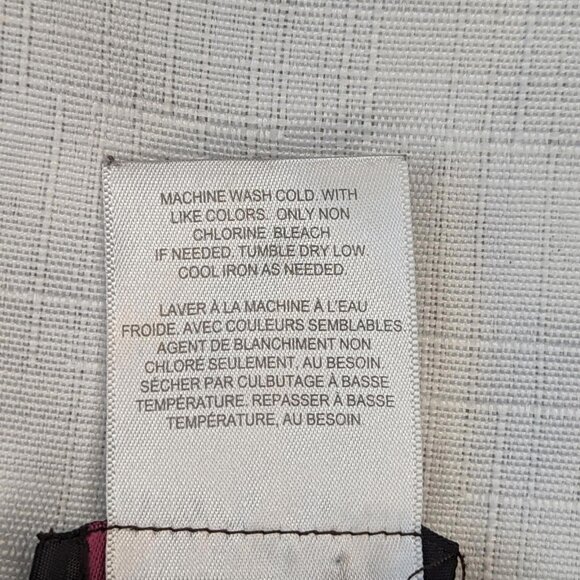 MACHINE WASH COLD. WITH
LIKE COLORS. ONLY NON
CHLORINE BLEACH
IF NEEDED. TUMBLE DRY LOW.
COOL IRON AS NEEDED.
LAVER À LA MACHINE À L'EAU
FROIDE. AVEC COULEURS SEMBLABLES.
AGENT DE BLANCHIMENT NON
CHLORÉ SEULEMENT, AU BESOIN
SÉCHER PAR CULBUTAGE À BASSE
TEMPÉRATURE. REPASSER À BASSE
TEMPÉRATURE, AU BESOIN